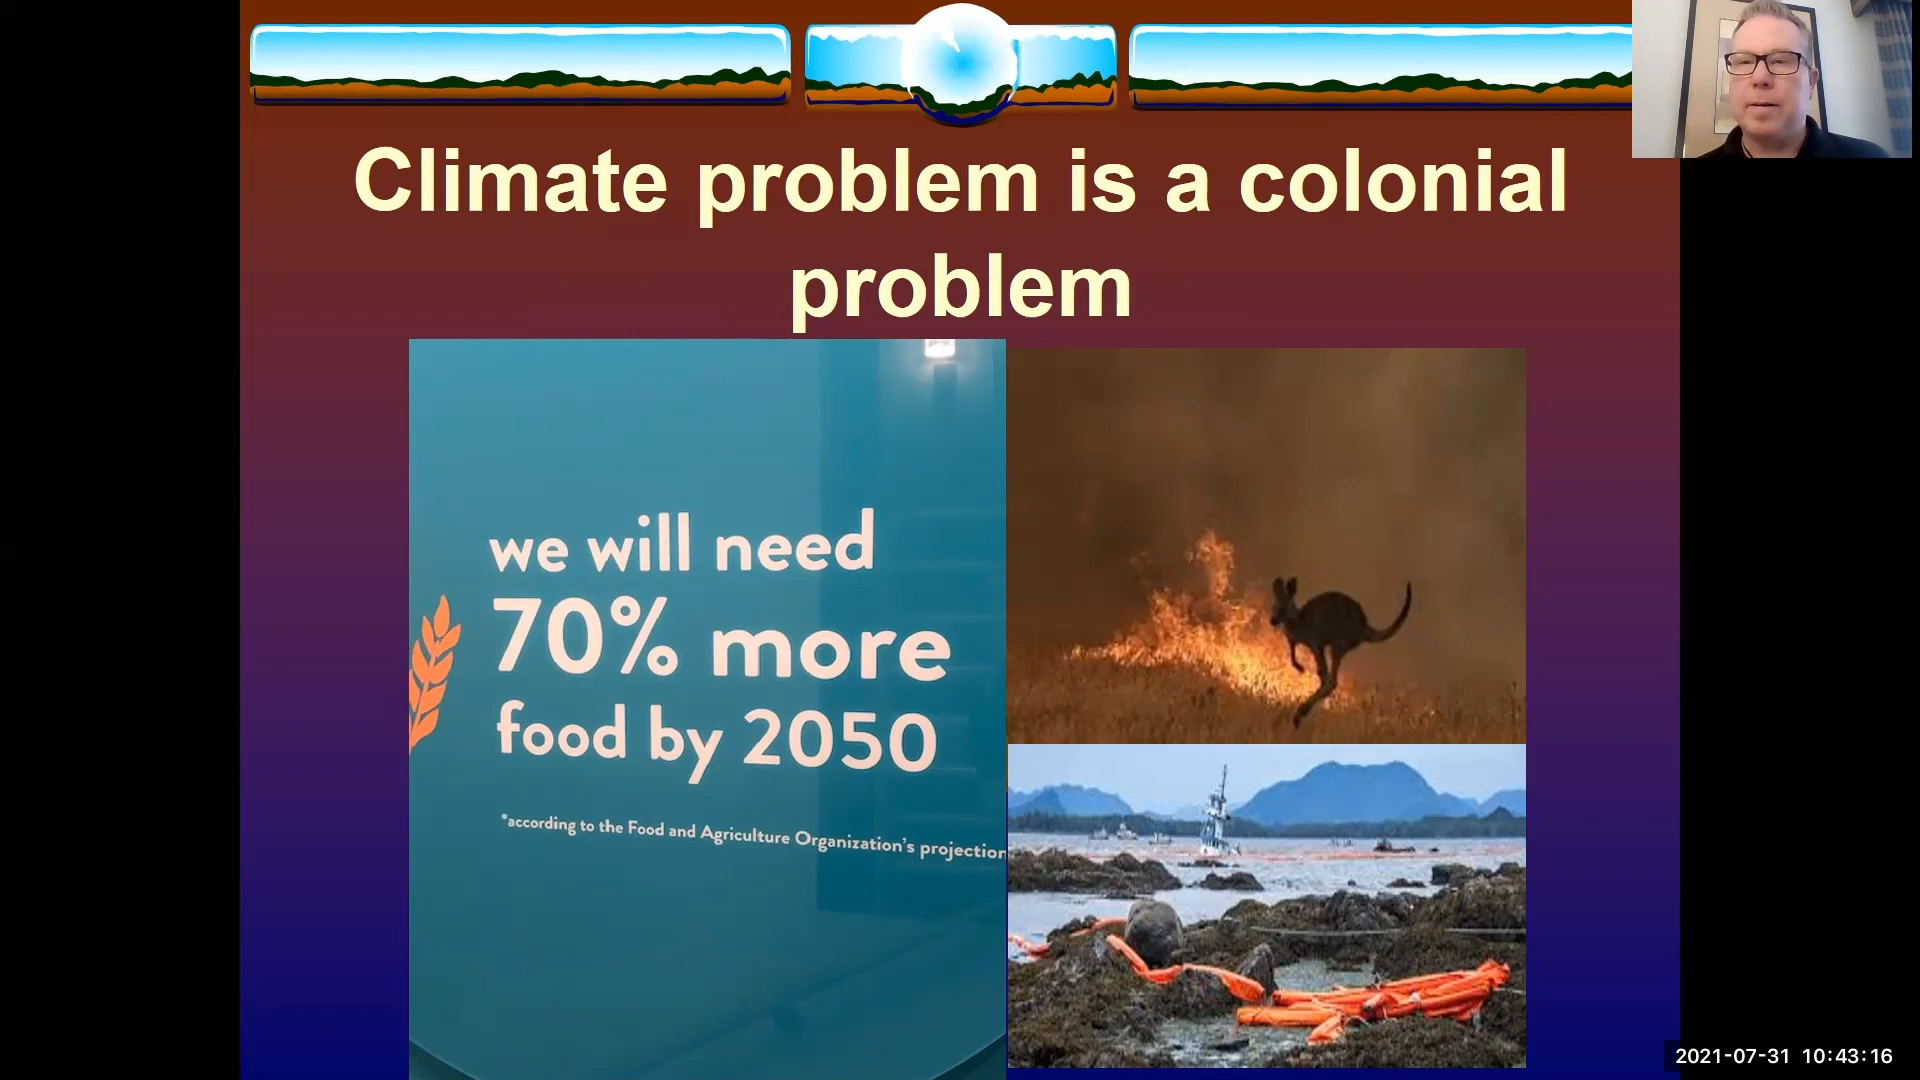 Climate problem is a colonial
problem
we will need
70% more
food by 2050
*according to the Food and Agriculture Organization's projection
2021-07-31 10:43:16